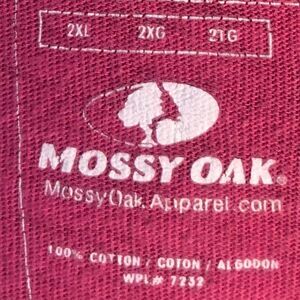 2XL 2XG 2TG
MOSSY OAK®
MossyOak.Apparel.com
100% COTTON / COTON / ALGODON
WPL# 7232